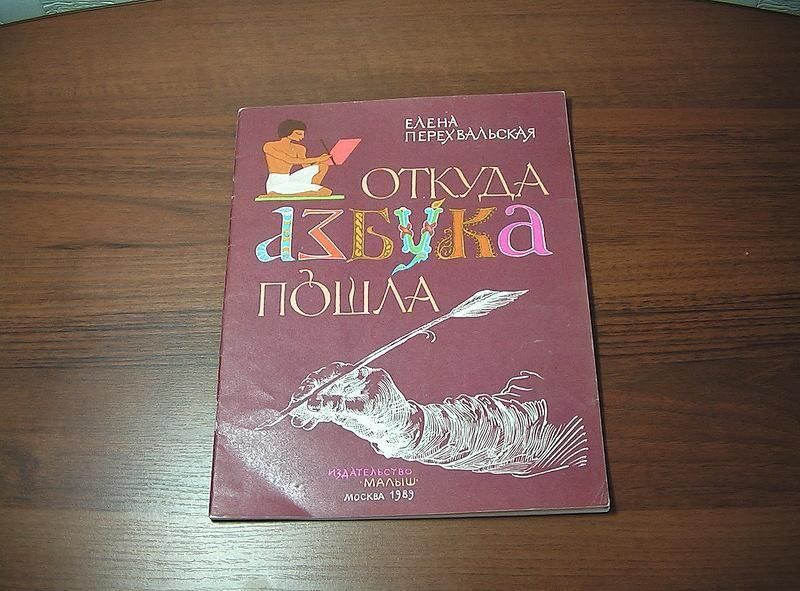 ЕЛЕНА
ПЕРЕХВАЛЬСКАЯ
ОТКУДА
АЗБУКА
ПОШЛА
ИЗДАТЕЛЬСТВО
"МАЛЫШ"
МОСКВА 1989